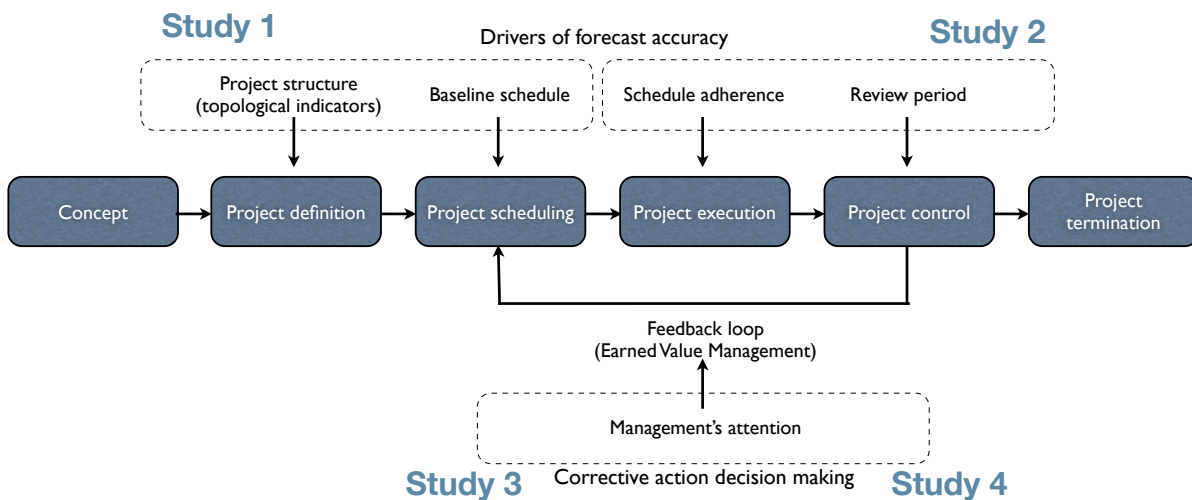 Study 1
Drivers of forecast accuracy
Study 2
Project structure
(topological indicators)
Baseline schedule
Schedule adherence
Review period
Concept
Project definition
Project scheduling
Project execution
Project control
Project
termination
Feedback loop
(Earned Value Management)
Management's attention
Study 3
Corrective action decision making
Study 4